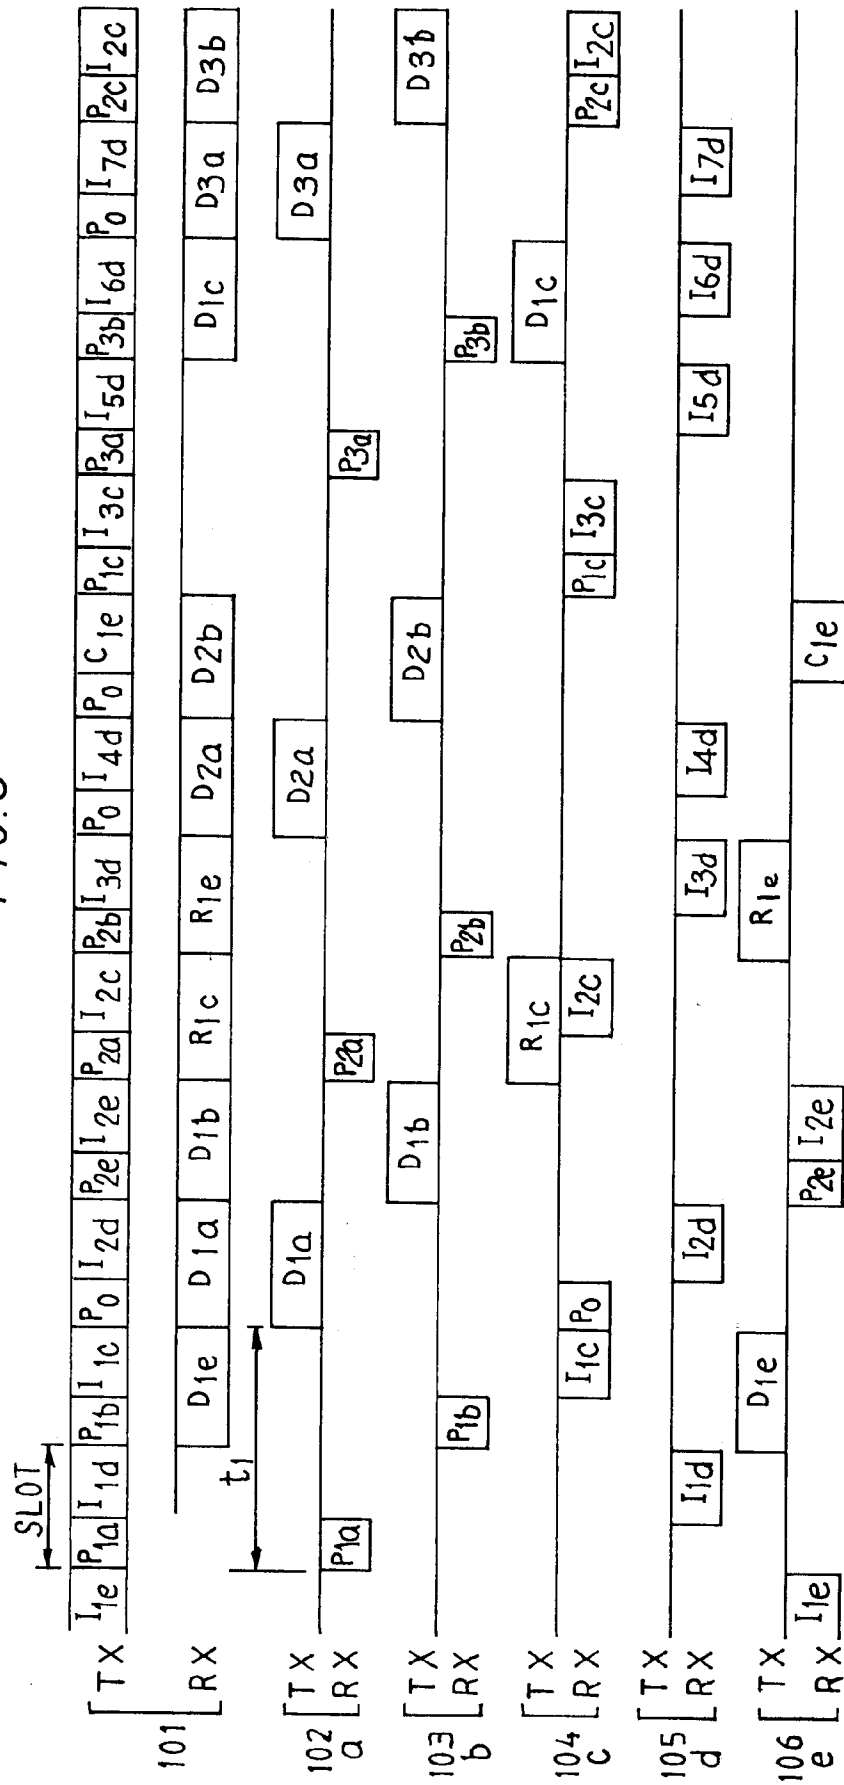 FIG. 3
SLOT
101 TX I1e P1a I1d P1b I1c P0 I2d P2e I2e P2a I2c P2b I3d P0 I4d P0 C1e P1c I3c P3a I5d P3b I6d P0 I7d P2c I2c
RX D1e D1a D1b R1c R1e D2a D2b D1c D3a D3b
t1
102 a TX D1a D2a D3a
RX P1a P2a P3a
103 b TX D1b D2b D3b
RX P1b P2b P3b
104 c TX R1c D1c
RX I1c P0 I2c P1c I3c P2c I2c
105 d TX
RX I1d I2d I3d I4d I5d I6d I7d
106 e TX D1e R1e
RX I1e P2e I2e C1e